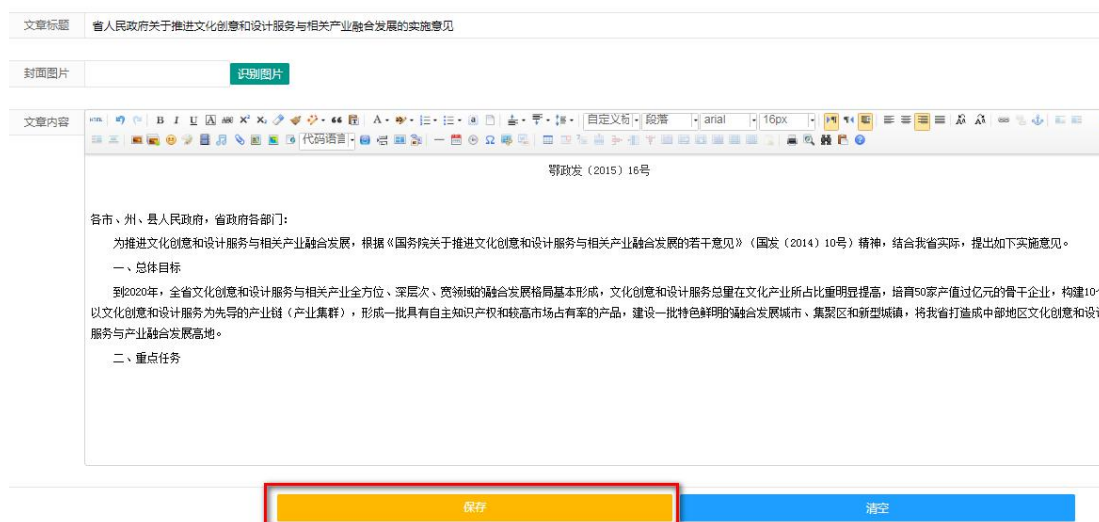 文章标题 省人民政府关于推进文化创意和设计服务与相关产业融合发展的实施意见
封面图片 识别图片
文章内容 HTML B I U A ABC X² X₂ 66 A 自定义标 段落 arial 16px
代码语言 Ω
鄂政发（2015）16号
各市、州、县人民政府，省政府各部门：
为推进文化创意和设计服务与相关产业融合发展，根据《国务院关于推进文化创意和设计服务与相关产业融合发展的若干意见》（国发（2014）10号）精神，结合我省实际，提出如下实施意见。
一、总体目标
到2020年，全省文化创意和设计服务与相关产业全方位、深层次、宽领域的融合发展格局基本形成，文化创意和设计服务总量在文化产业所占比重明显提高，培育50家产值过亿元的骨干企业，构建10
以文化创意和设计服务为先导的产业链（产业集群），形成一批具有自主知识产权和较高市场占有率的产品，建设一批特色鲜明的融合发展城市、集聚区和新型城镇，将我省打造成中部地区文化创意和设
服务与产业融合发展高地。
二、重点任务
保存 清空